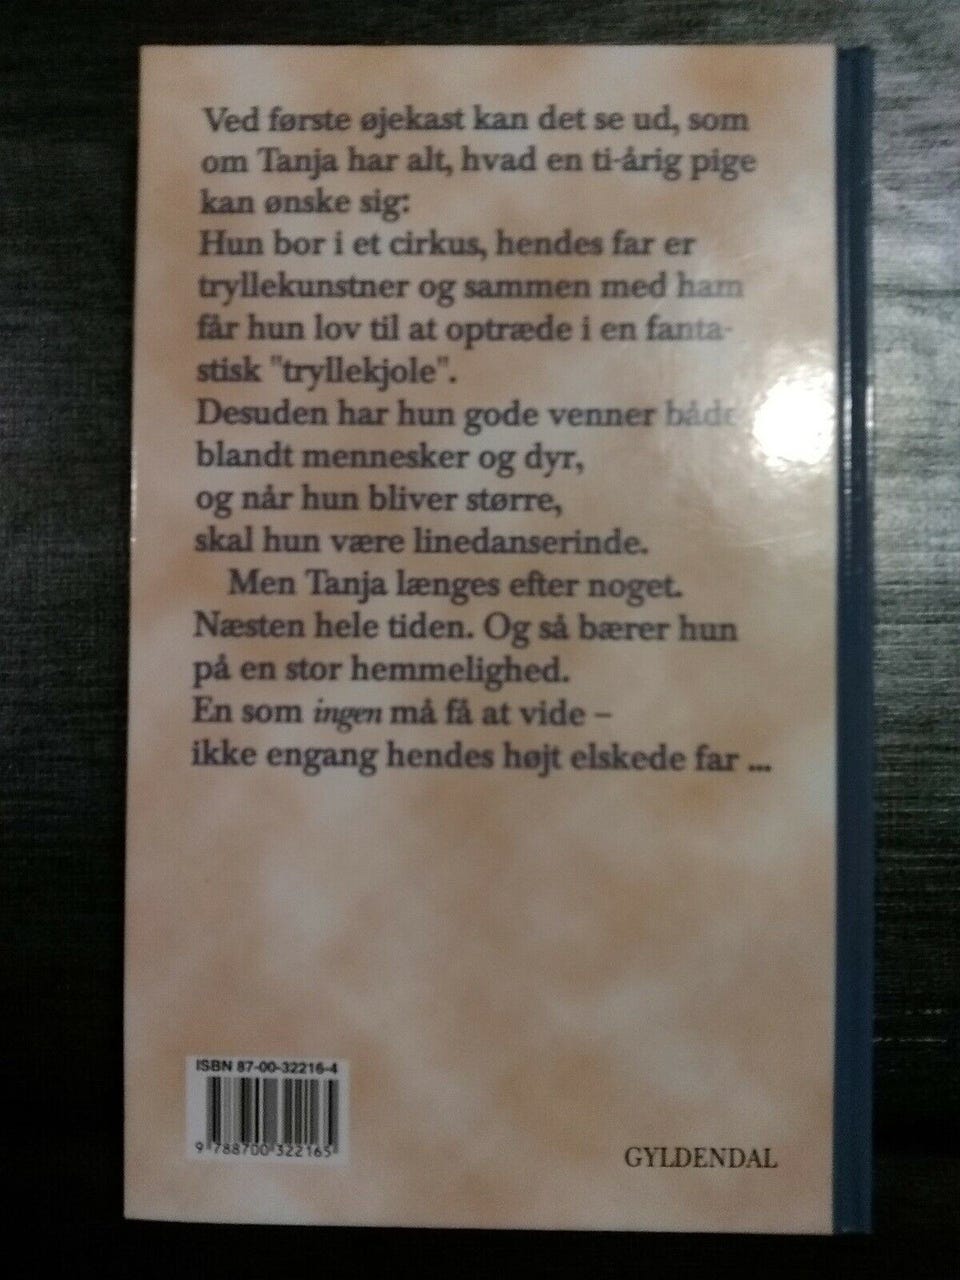 Ved første øjekast kan det se ud, som
om Tanja har alt, hvad en ti-årig pige
kan ønske sig:
Hun bor i et cirkus, hendes far er
tryllekunstner og sammen med ham
får hun lov til at optræde i en fanta-
stisk "tryllekjole".
Desuden har hun gode venner både
blandt mennesker og dyr,
og når hun bliver større,
skal hun være linedanserinde.
Men Tanja længes efter noget.
Næsten hele tiden. Og så bærer hun
på en stor hemmelighed.
En som ingen må få at vide –
ikke engang hendes højt elskede far ...
ISBN 87-00-32216-4
9 788700 322165
GYLDENDAL